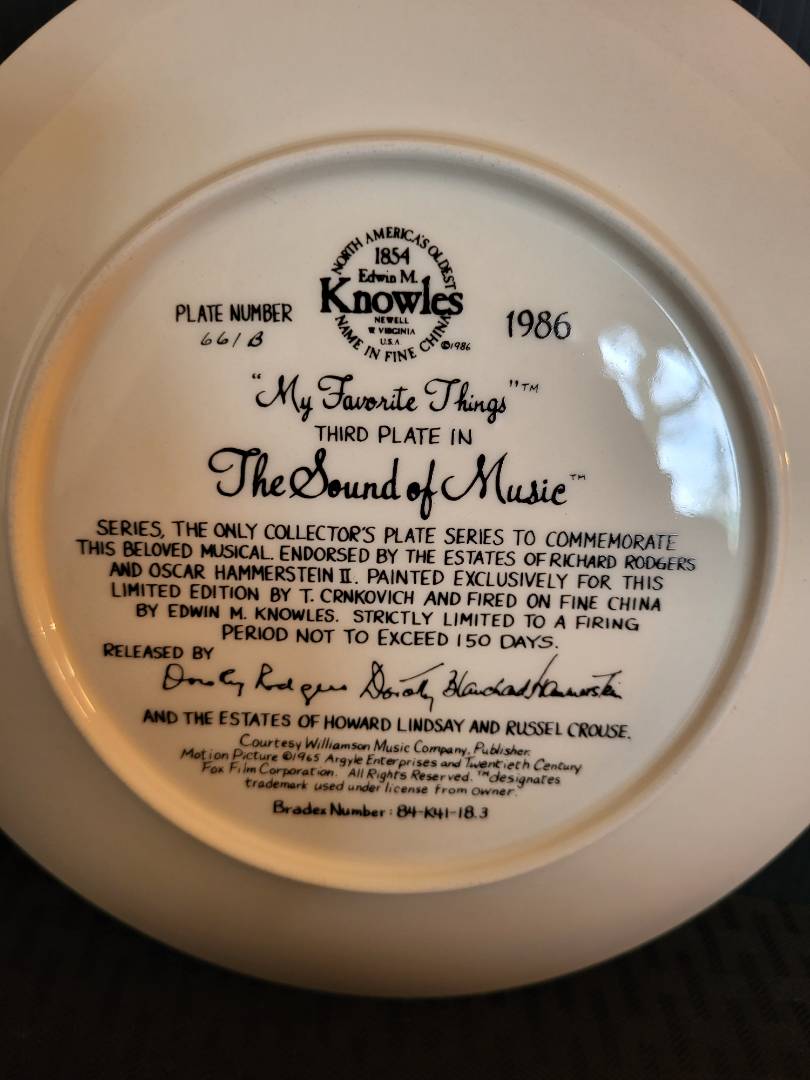 NORTH AMERICA'S OLDEST
1854
Edwin M.
Knowles
NEWELL
W. VIRGINIA
U.S.A.
NAME IN FINE CHINA
©1986
PLATE NUMBER
661B
1986
"My Favorite Things"™
THIRD PLATE IN
The Sound of Music™
SERIES, THE ONLY COLLECTOR'S PLATE SERIES TO COMMEMORATE
THIS BELOVED MUSICAL. ENDORSED BY THE ESTATES OF RICHARD RODGERS
AND OSCAR HAMMERSTEIN II. PAINTED EXCLUSIVELY FOR THIS
LIMITED EDITION BY T. CRNKOVICH AND FIRED ON FINE CHINA
BY EDWIN M. KNOWLES. STRICTLY LIMITED TO A FIRING
PERIOD NOT TO EXCEED 150 DAYS.
RELEASED BY
Dorothy Rodgers Dorothy Blanchard Hammerstein
AND THE ESTATES OF HOWARD LINDSAY AND RUSSEL CROUSE.
Courtesy Williamson Music Company, Publisher.
Motion Picture ©1965 Argyle Enterprises and Twentieth Century
Fox Film Corporation. All Rights Reserved. ™designates
trademark used under license from owner.
Bradex Number: 84-K41-18.3